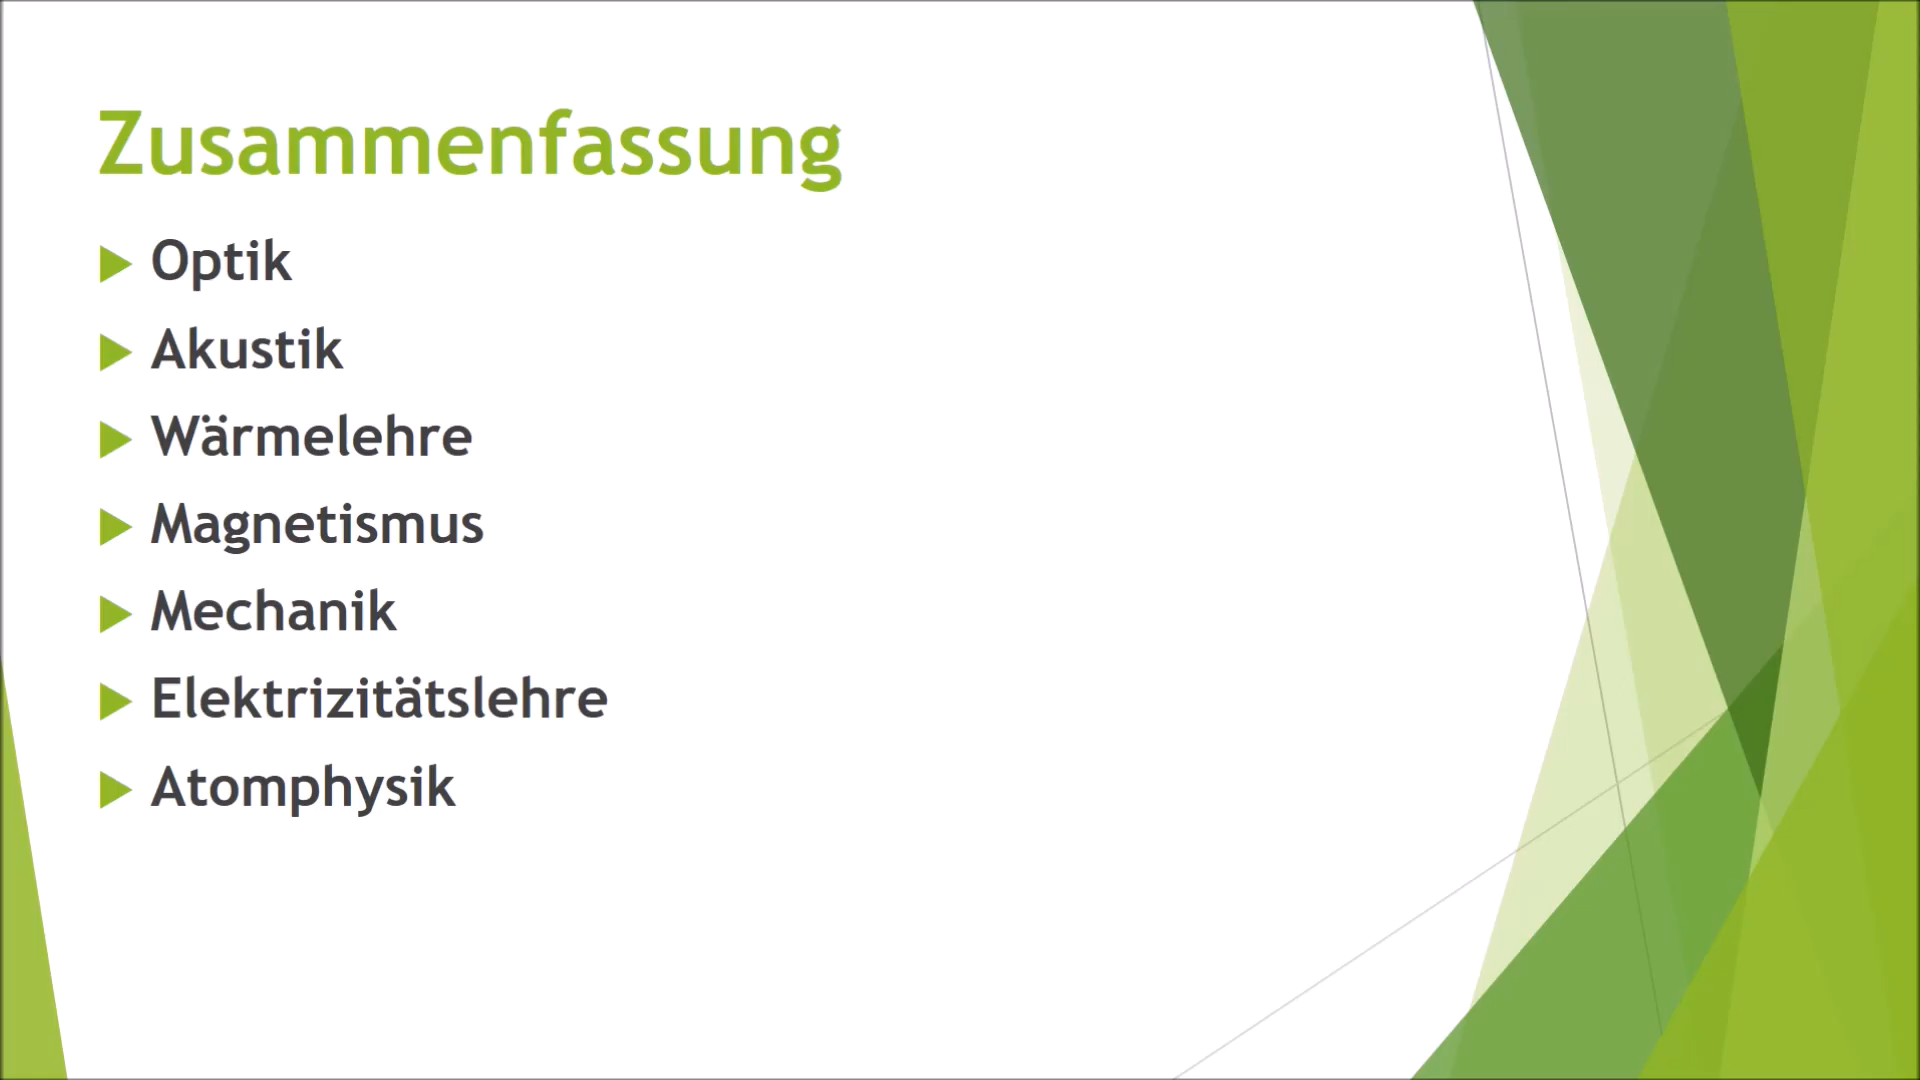 Zusammenfassung
Optik
Akustik
Wärmelehre
Magnetismus
Mechanik
Elektrizitätslehre
Atomphysik